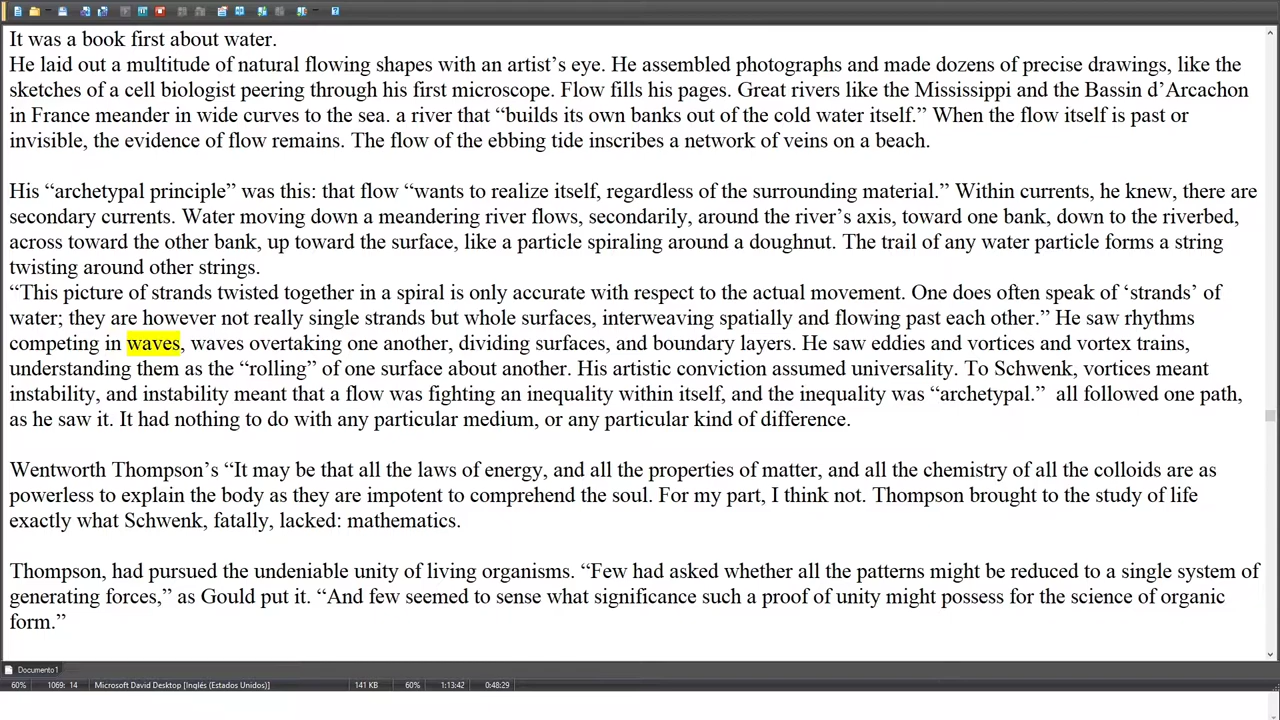 It was a book first about water.
He laid out a multitude of natural flowing shapes with an artist’s eye. He assembled photographs and made dozens of precise drawings, like the
sketches of a cell biologist peering through his first microscope. Flow fills his pages. Great rivers like the Mississippi and the Bassin d’Arcachon
in France meander in wide curves to the sea. a river that “builds its own banks out of the cold water itself.” When the flow itself is past or
invisible, the evidence of flow remains. The flow of the ebbing tide inscribes a network of veins on a beach.
His “archetypal principle” was this: that flow “wants to realize itself, regardless of the surrounding material.” Within currents, he knew, there are
secondary currents. Water moving down a meandering river flows, secondarily, around the river’s axis, toward one bank, down to the riverbed,
across toward the other bank, up toward the surface, like a particle spiraling around a doughnut. The trail of any water particle forms a string
twisting around other strings.
“This picture of strands twisted together in a spiral is only accurate with respect to the actual movement. One does often speak of ‘strands’ of
water; they are however not really single strands but whole surfaces, interweaving spatially and flowing past each other.” He saw rhythms
competing in waves, waves overtaking one another, dividing surfaces, and boundary layers. He saw eddies and vortices and vortex trains,
understanding them as the “rolling” of one surface about another. His artistic conviction assumed universality. To Schwenk, vortices meant
instability, and instability meant that a flow was fighting an inequality within itself, and the inequality was “archetypal.”  all followed one path,
as he saw it. It had nothing to do with any particular medium, or any particular kind of difference.
Wentworth Thompson’s “It may be that all the laws of energy, and all the properties of matter, and all the chemistry of all the colloids are as
powerless to explain the body as they are impotent to comprehend the soul. For my part, I think not. Thompson brought to the study of life
exactly what Schwenk, fatally, lacked: mathematics.
Thompson, had pursued the undeniable unity of living organisms. “Few had asked whether all the patterns might be reduced to a single system of
generating forces,” as Gould put it. “And few seemed to sense what significance such a proof of unity might possess for the science of organic
form.”
Documento1
60% 1069: 14 Microsoft David Desktop [Inglés (Estados Unidos)] 141 KB 60% 1:13:42 0:48:29